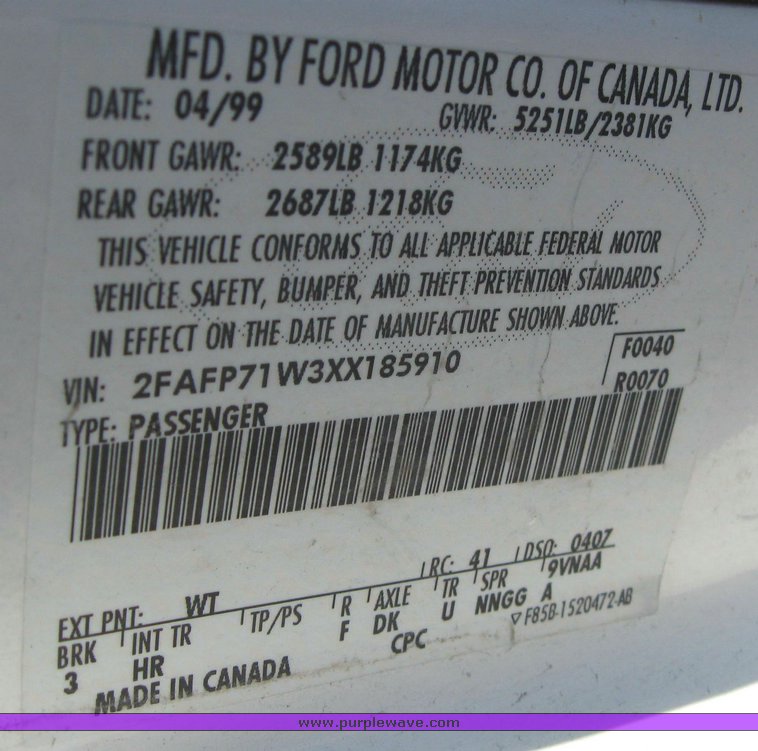 MFD. BY FORD MOTOR CO. OF CANADA, LTD.
DATE: 04/99 GVWR: 5251LB/2381KG
FRONT GAWR: 2589LB 1174KG
REAR GAWR: 2687LB 1218KG
THIS VEHICLE CONFORMS TO ALL APPLICABLE FEDERAL MOTOR
VEHICLE SAFETY, BUMPER, AND THEFT PREVENTION STANDARDS
IN EFFECT ON THE DATE OF MANUFACTURE SHOWN ABOVE.
VIN: 2FAFP71W3XX185910 F0040
TYPE: PASSENGER R0070
EXT PNT: WT RC: 41 DSO: 0407
BRK INT TR TP/PS R AXLE TR SPR 9VNAA
3 HR F DK U NNGG A
CPC ▽F85B-1520472-AB
MADE IN CANADA
www.purplewave.com